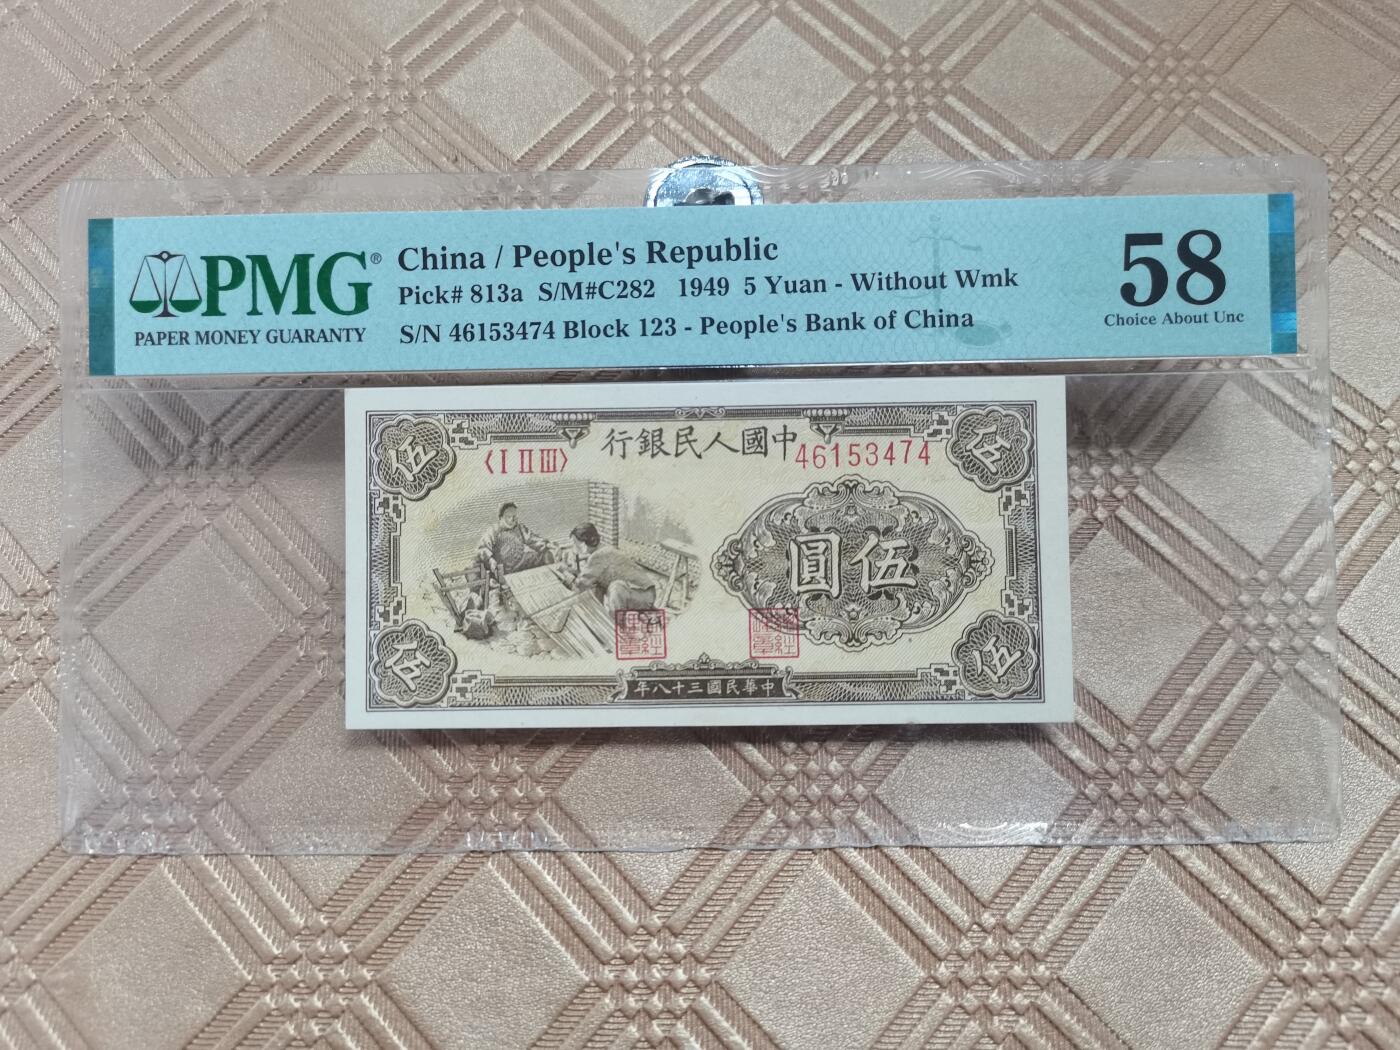 PMG®
PAPER MONEY GUARANTY
China / People's Republic
Pick# 813a S/M#C282 1949 5 Yuan - Without Wmk
S/N 46153474 Block 123 - People's Bank of China
58
Choice About Unc
伍
行銀民人國中
伍
〈I II III〉
46153474
圓伍
伍
年八十三國民華中
伍